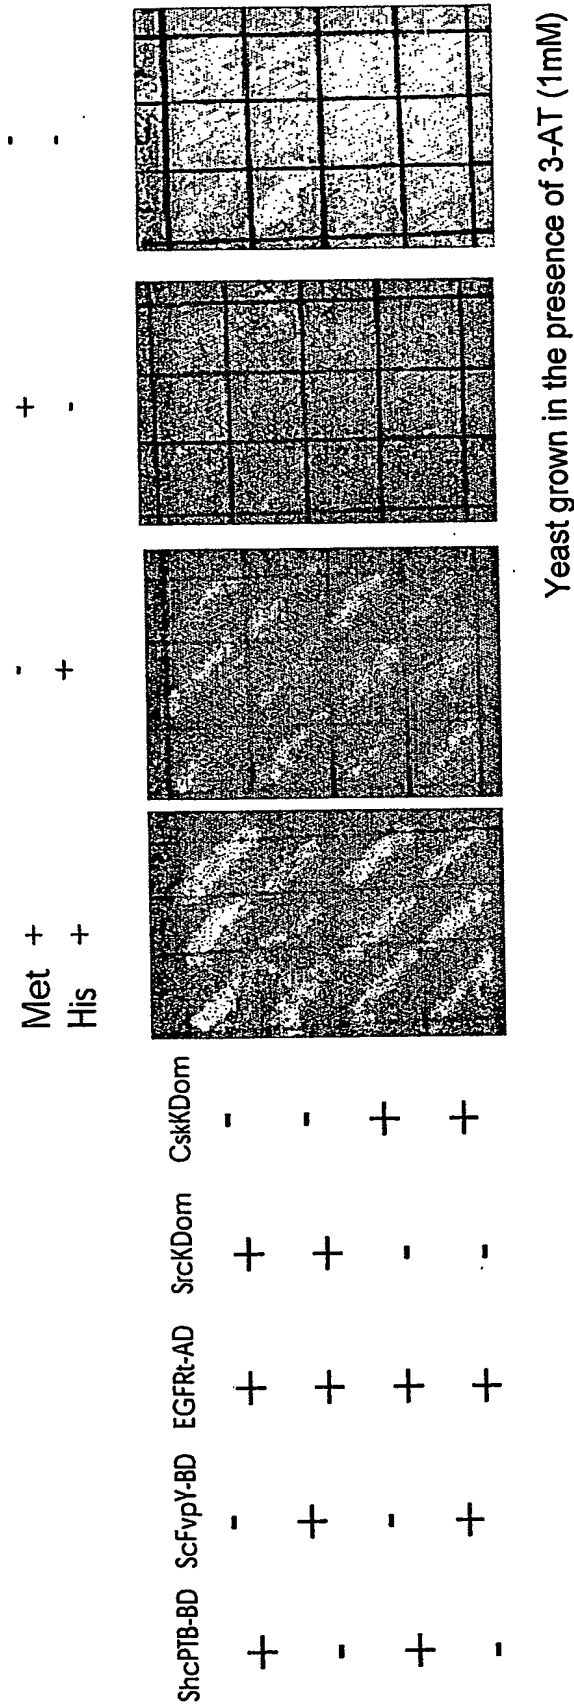 Met + - + -
His + + - -
ShcPTB-BD ScFvpY-BD EGFRt-AD SrcKDom CskKDom
+ - + + -
- + + + -
+ - + - +
- + + - +
Yeast grown in the presence of 3-AT (1mM)